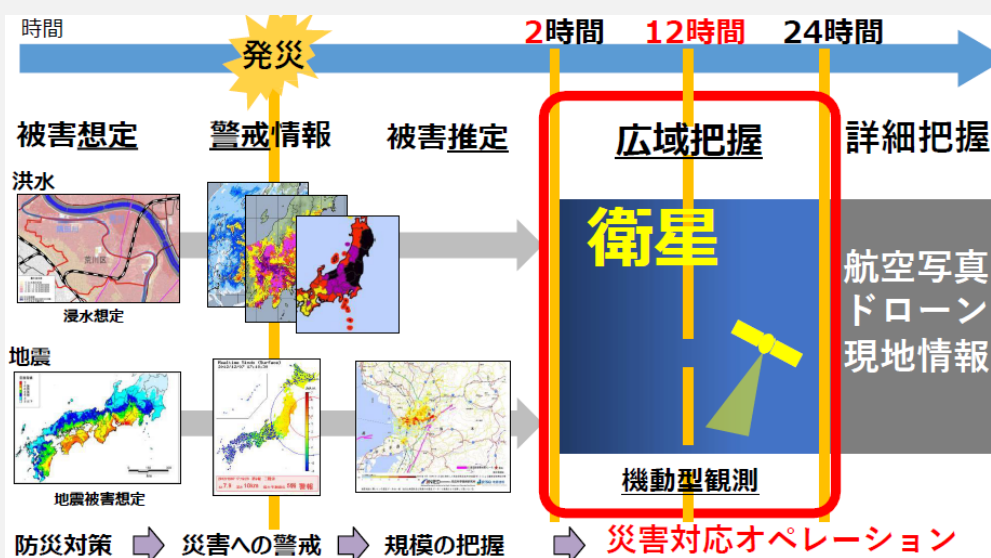 時間
発災
2時間
12時間
24時間
被害想定
警戒情報
被害推定
広域把握
詳細把握
洪水
浸水想定
衛星
航空写真
ドローン
現地情報
地震
地震被害想定
機動型観測
防災対策
災害への警戒
規模の把握
災害対応オペレーション